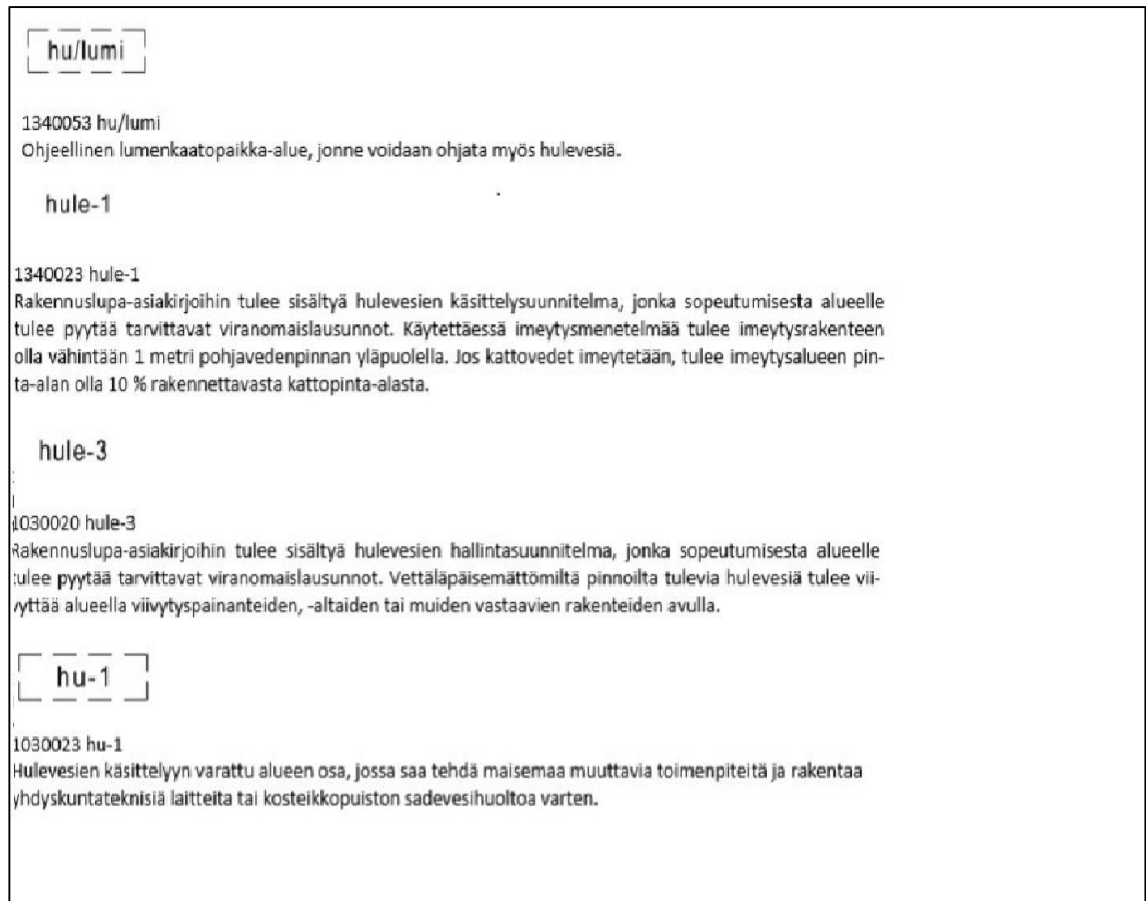 hu/lumi
1340053 hu/lumi
Ohjeellinen lumenkaatopaikka-alue, jonne voidaan ohjata myös hulevesiä.
hule-1
1340023 hule-1
Rakennuslupa-asiakirjoihin tulee sisältyä hulevesien käsittelysuunnitelma, jonka sopeutumisesta alueelle
tulee pyytää tarvittavat viranomaislausunnot. Käytettäessä imeytysmenetelmää tulee imeytysrakenteen
olla vähintään 1 metri pohjavedenpinnan yläpuolella. Jos kattovedet imeytetään, tulee imeytysalueen pin-
ta-alan olla 10 % rakennettavasta kattopinta-alasta.
hule-3
1030020 hule-3
Rakennuslupa-asiakirjoihin tulee sisältyä hulevesien hallintasuunnitelma, jonka sopeutumisesta alueelle
tulee pyytää tarvittavat viranomaislausunnot. Vettäläpäisemättömiltä pinnoilta tulevia hulevesiä tulee vii-
vyttää alueella viivytyspainanteiden, -altaiden tai muiden vastaavien rakenteiden avulla.
hu-1
1030023 hu-1
Hulevesien käsittelyyn varattu alueen osa, jossa saa tehdä maisemaa muuttavia toimenpiteitä ja rakentaa
yhdyskuntateknisiä laitteita tai kosteikkopuiston sadevesihuoltoa varten.